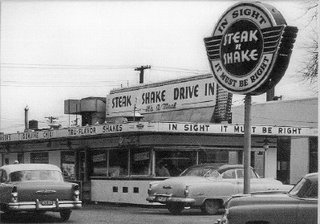 IN SIGHT
STEAK
N
SHAKE
IT MUST BE RIGHT
STEAK n SHAKE DRIVE IN
it's a Meal
TRU-FLAVOR SHAKES
IN SIGHT IT MUST BE RIGHT